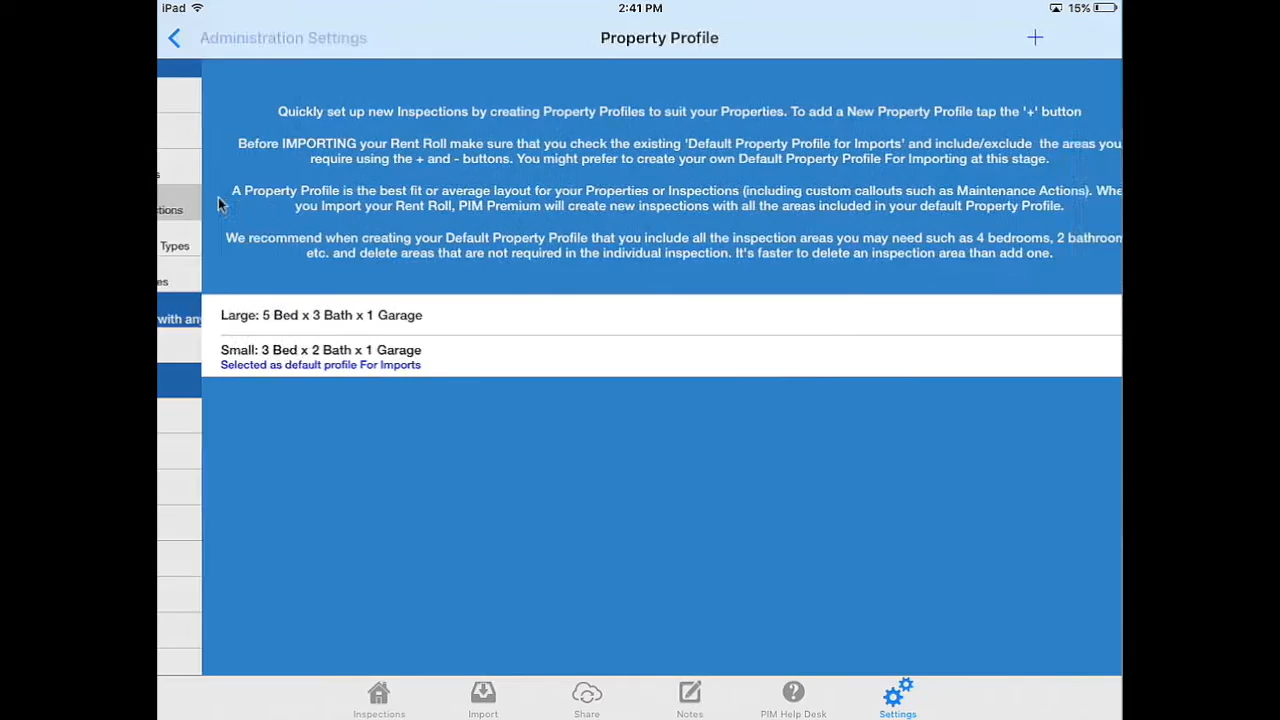 iPad 2:41 PM 15%
Administration Settings Property Profile +
Quickly set up new Inspections by creating Property Profiles to suit your Properties. To add a New Property Profile tap the '+' button
Before IMPORTING your Rent Roll make sure that you check the existing 'Default Property Profile for Imports' and include/exclude the areas you
require using the + and - buttons. You might prefer to create your own Default Property Profile For Importing at this stage.
A Property Profile is the best fit or average layout for your Properties or Inspections (including custom callouts such as Maintenance Actions). Whe
you Import your Rent Roll, PIM Premium will create new inspections with all the areas included in your default Property Profile.
We recommend when creating your Default Property Profile that you include all the inspection areas you may need such as 4 bedrooms, 2 bathroom
etc. and delete areas that are not required in the individual inspection. It's faster to delete an inspection area than add one.
s
ctions
Types
es
with any
Large: 5 Bed x 3 Bath x 1 Garage
Small: 3 Bed x 2 Bath x 1 Garage
Selected as default profile For Imports
Inspections Import Share Notes PIM Help Desk Settings